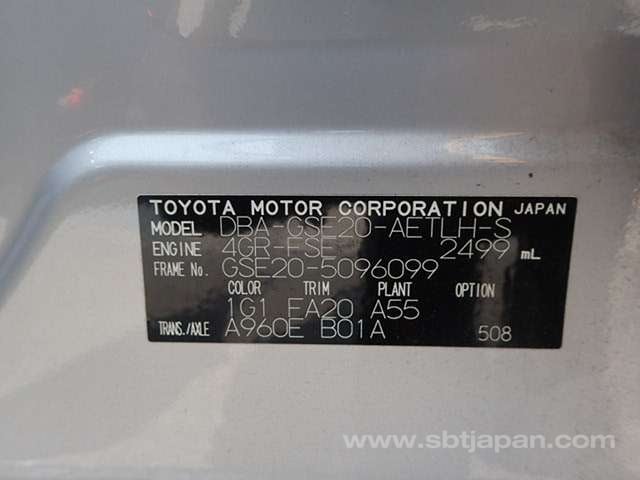 TOYOTA MOTOR CORPORATION JAPAN
MODEL DBA-GSE20-AETLH-S
ENGINE 4GR-FSE 2499 mL
FRAME NO. GSE20-5096099
COLOR TRIM PLANT OPTION
1G1 FA20 A55
TRANS./AXLE A960E B01A 508
www.sbtjapan.com